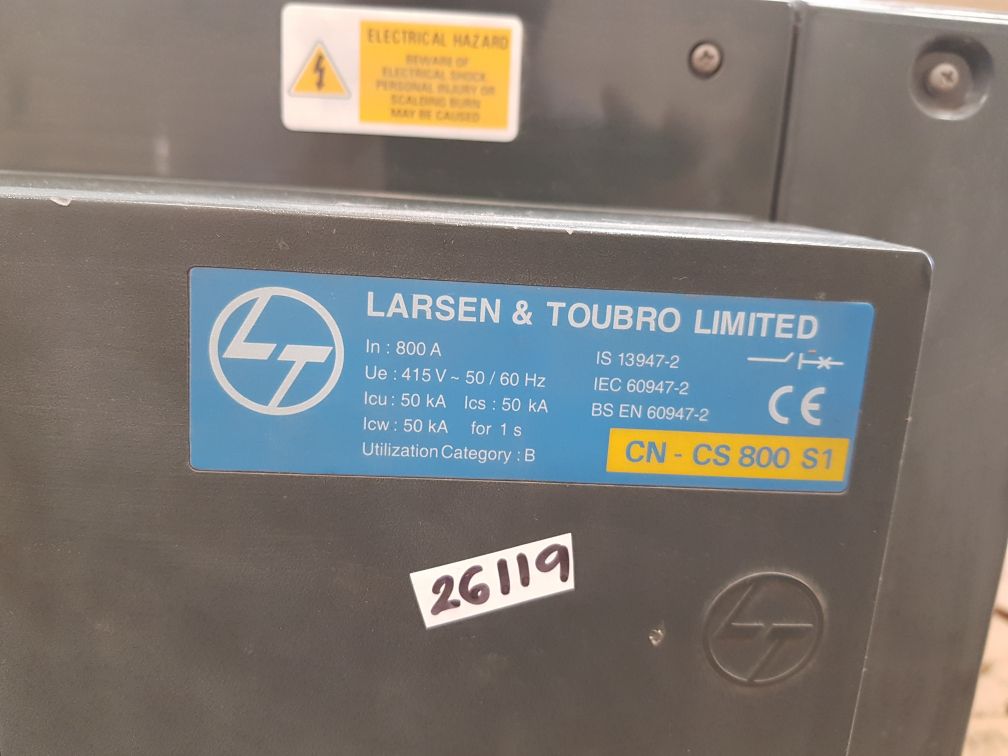 ELECTRICAL HAZARD
BEWARE OF
ELECTRICAL SHOCK
PERSONAL INJURY OR
SCALDING BURN
MAY BE CAUSED
LT
LARSEN & TOUBRO LIMITED
In : 800 A
Ue : 415 V ~ 50 / 60 Hz
Icu : 50 kA Ics : 50 kA
Icw : 50 kA for 1 s
Utilization Category : B
IS 13947-2
IEC 60947-2
BS EN 60947-2
CE
CN - CS 800 S1
26119
LT